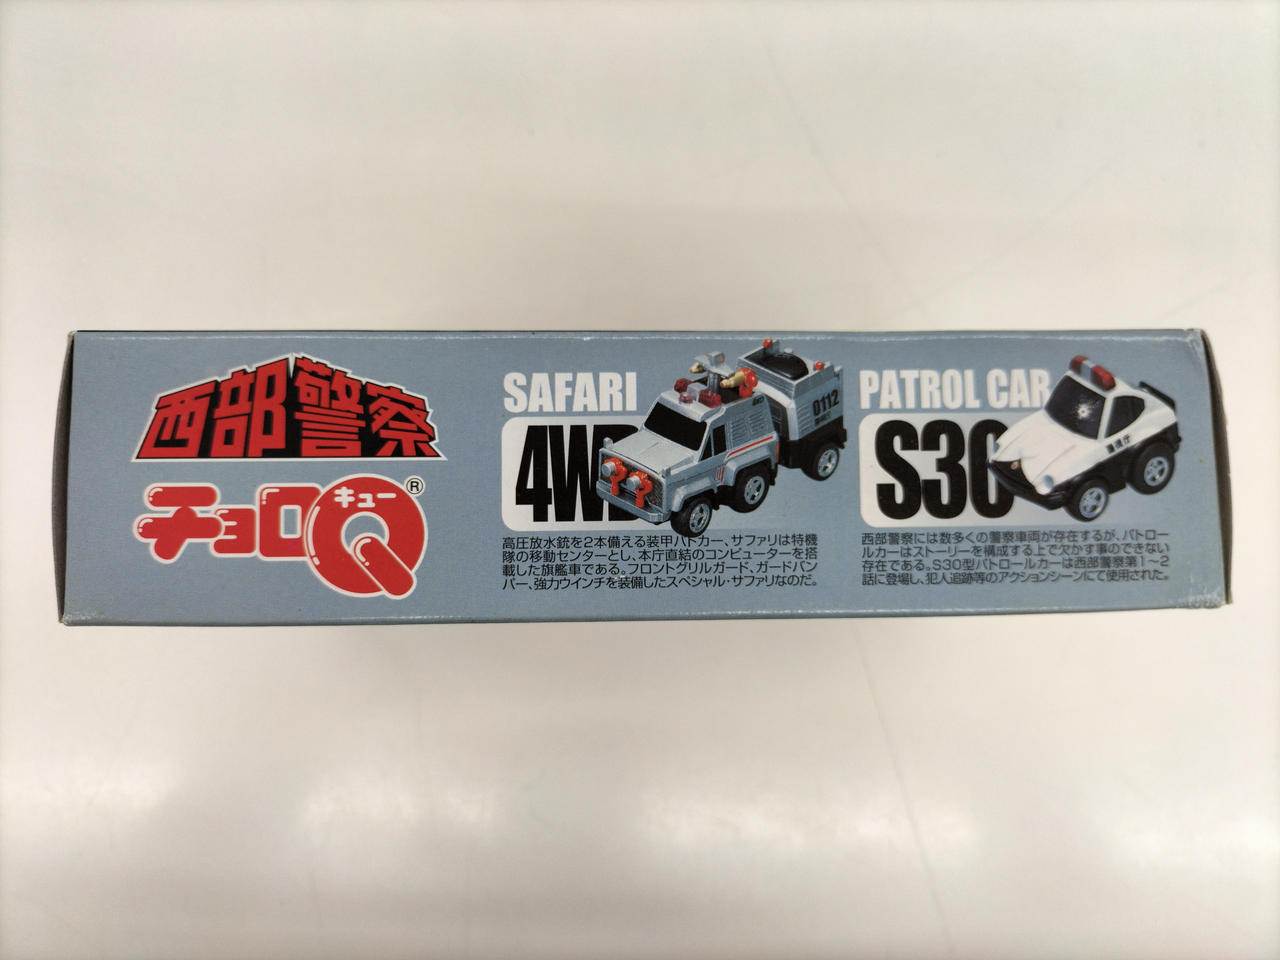 西部警察
チョロQ
キュー
®
SAFARI
4WD
0112
高圧放水銃を2本備える装甲パトカー、サファリは特機
隊の移動センターとし、本庁直結のコンピューターを搭
載した旗艦車である。フロントグリルガード、ガードバン
パー、強力ウインチを装備したスペシャル・サファリなのだ。
PATROL CAR
S30
警視庁
西部警察には数多くの警察車両が存在するが、パトロー
ルカーはストーリーを構成する上で欠かす事のできない
存在である。S30型パトロールカーは西部警察第1〜2
話に登場し、犯人追跡等のアクションシーンにて使用された。